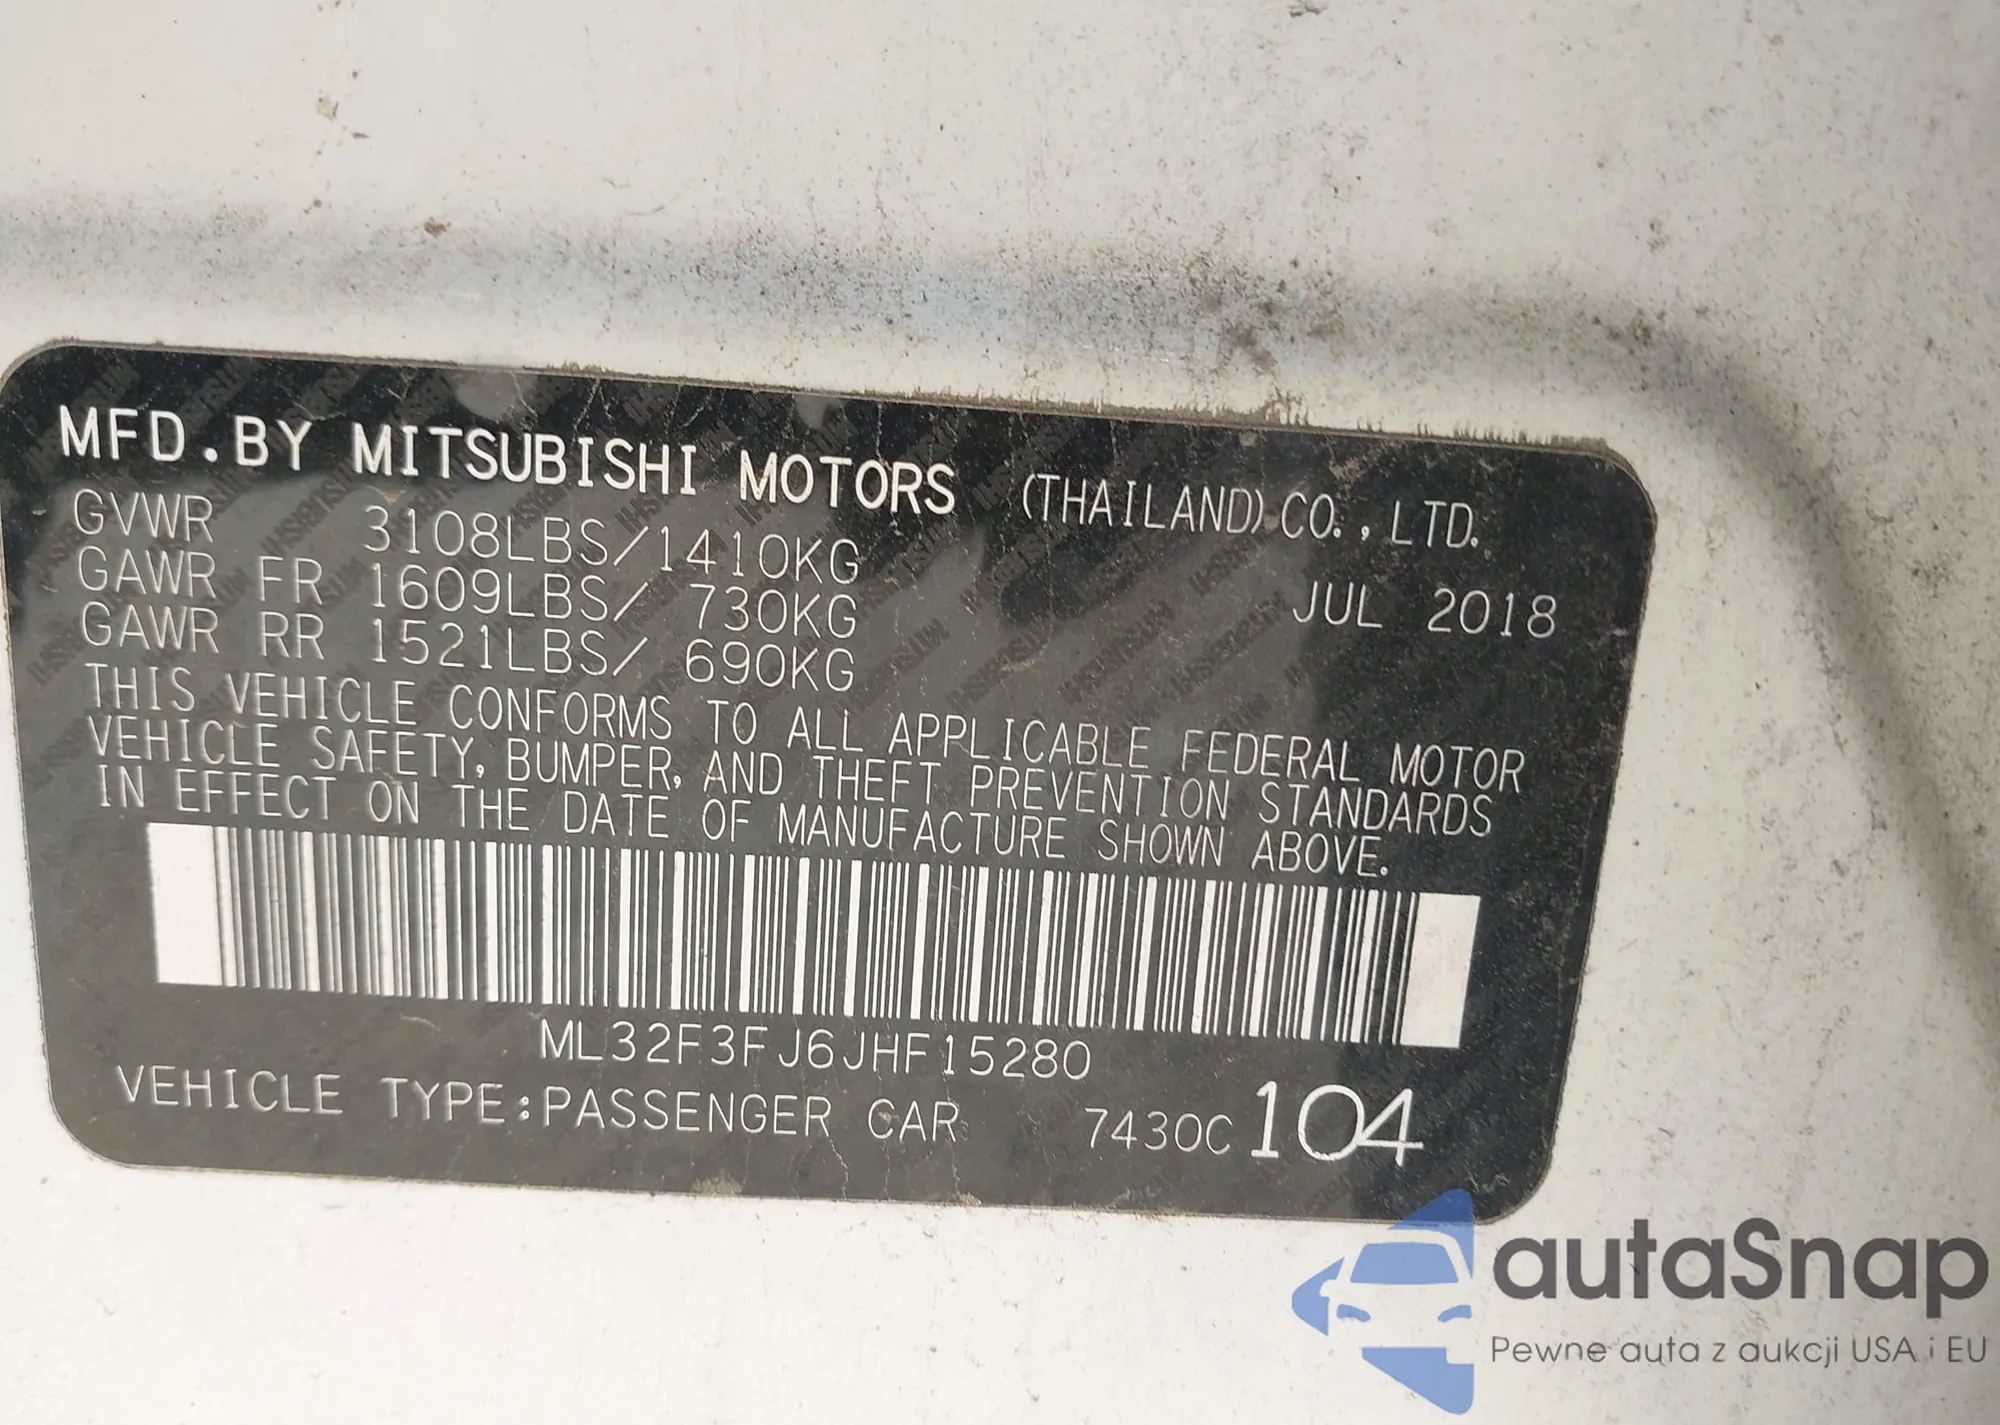 MFD.BY MITSUBISHI MOTORS (THAILAND) CO.,LTD.
GVWR 3108LBS/1410KG
GAWR FR 1609LBS/ 730KG JUL 2018
GAWR RR 1521LBS/ 690KG
THIS VEHICLE CONFORMS TO ALL APPLICABLE FEDERAL MOTOR
VEHICLE SAFETY, BUMPER, AND THEFT PREVENTION STANDARDS
IN EFFECT ON THE DATE OF MANUFACTURE SHOWN ABOVE.
ML32F3FJ6JHF15280
VEHICLE TYPE:PASSENGER CAR 7430C 104
autaSnap
Pewne auta z aukcji USA i EU